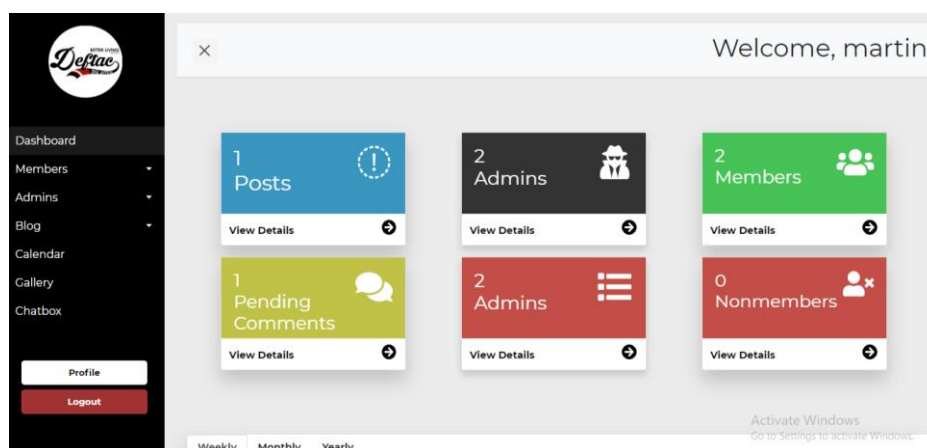 BETTER LIVING
Deftac
Welcome, martin
Dashboard
Members
Admins
Blog
Calendar
Gallery
Chatbox
Profile
Logout
1
Posts
View Details
2
Admins
View Details
2
Members
View Details
1
Pending
Comments
View Details
2
Admins
View Details
0
Nonmembers
View Details
Weekly
Monthly
Yearly
Activate Windows
Go to Settings to activate Windows.